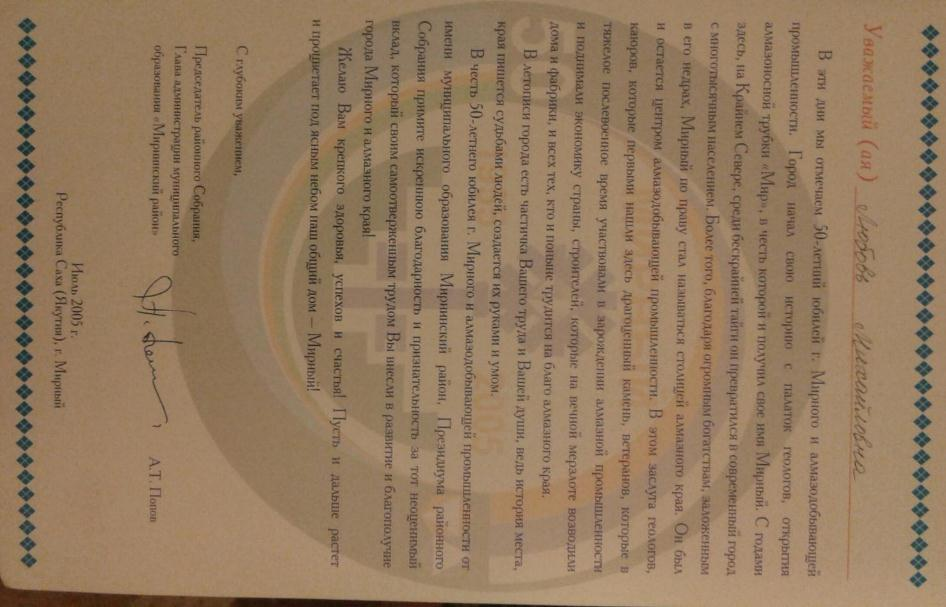 Уважаемый (ая) Любовь Михайловна
В эти дни мы отмечаем 50-летний юбилей г. Мирного и алмазодобывающей
промышленности. Город начал свою историю с палаток геологов, открытия
алмазоносной трубки «Мир», в честь которой и получил свое имя Мирный. С годами
здесь, на Крайнем Севере, среди бескрайней тайги он превратился в современный город
с многотысячным населением. Более того, благодаря огромным богатствам, заложенным
в его недрах, Мирный по праву стал называться столицей алмазного края. Он был
и остается центром алмазодобывающей промышленности. В этом заслуга геологов,
каюров, которые первыми нашли здесь драгоценный камень, ветеранов, которые в
тяжелое послевоенное время участвовали в зарождении алмазной промышленности
и поднимали экономику страны, строителей, которые на вечной мерзлоте возводили
дома и фабрики, и всех тех, кто и поныне трудится на благо алмазного края.
В летописи города есть частичка Вашего труда и Вашей души, ведь история места,
края пишется судьбами людей, создается их руками и умом.
В честь 50-летнего юбилея г. Мирного и алмазодобывающей промышленности от
имени муниципального образования Мирнинский район, Президиума районного
Собрания примите искреннюю благодарность и признательность за тот неоценимый
вклад, который своим самоотверженным трудом Вы внесли в развитие и благополучие
города Мирного и алмазного края!
Желаю Вам крепкого здоровья, успехов и счастья! Пусть и дальше растет
и процветает под ясным небом наш общий дом – Мирный!
С глубоким уважением,
Председатель районного Собрания,
Глава администрации муниципального
образования «Мирнинский район»
А.Т. Попов
Июль 2005 г.
Республика Саха (Якутия), г. Мирный